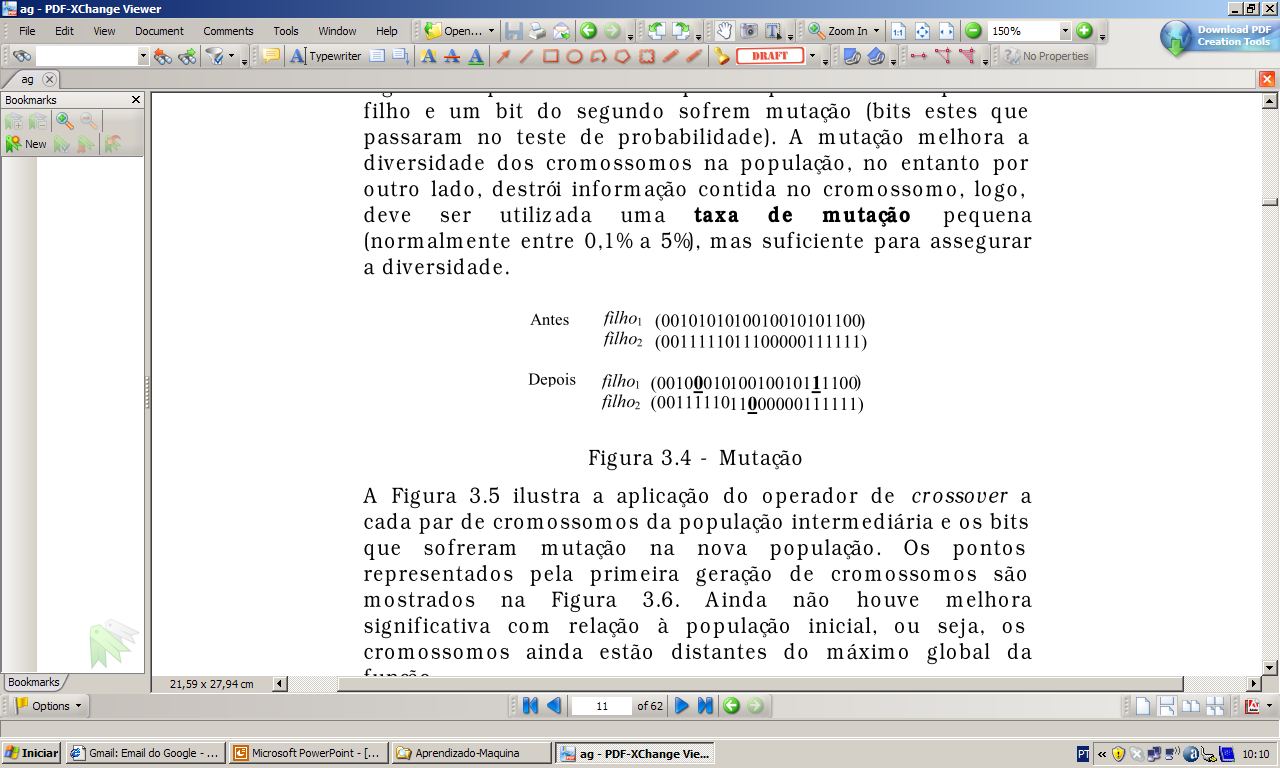 ag - PDF-XChange Viewer
File Edit View Document Comments Tools Window Help Open... Zoom In 150% Download PDF Creation Tools
Typewriter DRAFT No Properties
ag
Bookmarks
New
filho e um bit do segundo sofrem mutação (bits estes que
passaram no teste de probabilidade). A mutação melhora a
diversidade dos cromossomos na população, no entanto por
outro lado, destrói informação contida no cromossomo, logo,
deve ser utilizada uma taxa de mutação pequena
(normalmente entre 0,1% a 5%), mas suficiente para assegurar
a diversidade.
Antes filho1 (0010101010010010101100)
filho2 (0011111011100000111111)
Depois filho1 (0010001010010010111100)
filho2 (0011111011000000111111)
Figura 3.4 - Mutação
A Figura 3.5 ilustra a aplicação do operador de crossover a
cada par de cromossomos da população intermediária e os bits
que sofreram mutação na nova população. Os pontos
representados pela primeira geração de cromossomos são
mostrados na Figura 3.6. Ainda não houve melhora
significativa com relação à população inicial, ou seja, os
cromossomos ainda estão distantes do máximo global da
Bookmarks
21,59 x 27,94 cm
Options 11 of 62
Iniciar Gmail: Email do Google - ... Microsoft PowerPoint - [... Aprendizado-Maquina ag - PDF-XChange Vie... PT 10:10